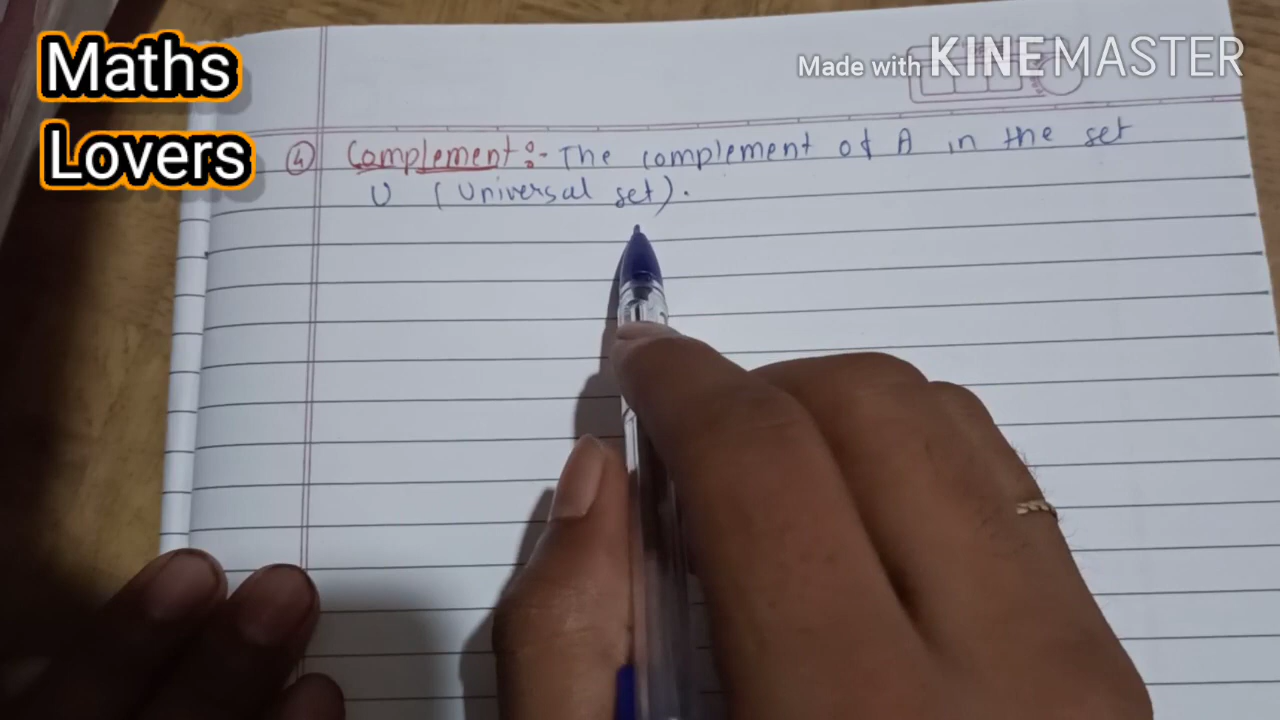 Maths
Lovers
Made with KINEMASTER
④ Complement :- The complement of A in the set
U (Universal set).